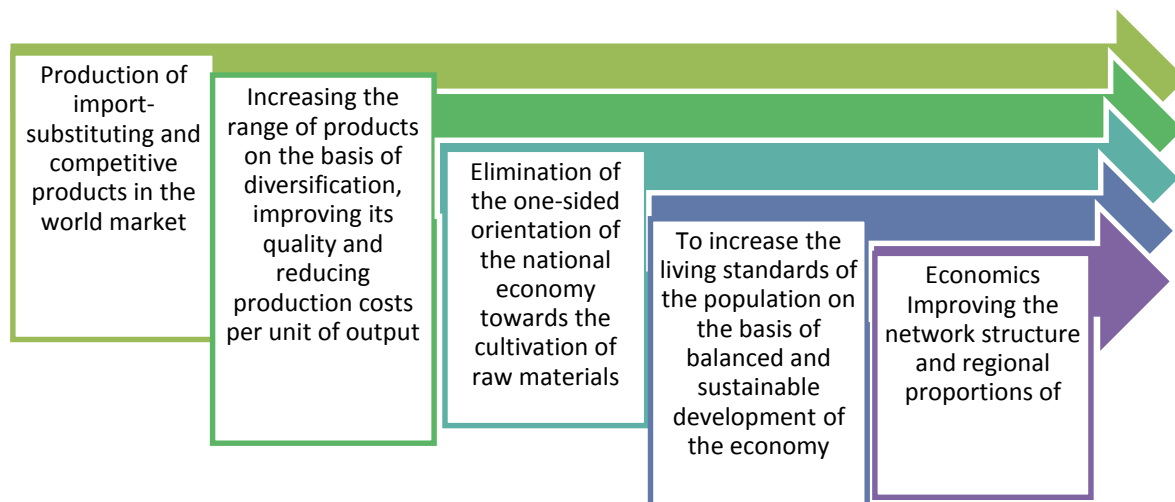 Production of
import-
substituting and
competitive
products in the
world market
Increasing the
range of products
on the basis of
diversification,
improving its
quality and
reducing
production costs
per unit of output
Elimination of
the one-sided
orientation of
the national
economy
towards the
cultivation of
raw materials
To increase the
living standards of
the population on
the basis of
balanced and
sustainable
development of
the economy
Economics
Improving the
network structure
and regional
proportions of